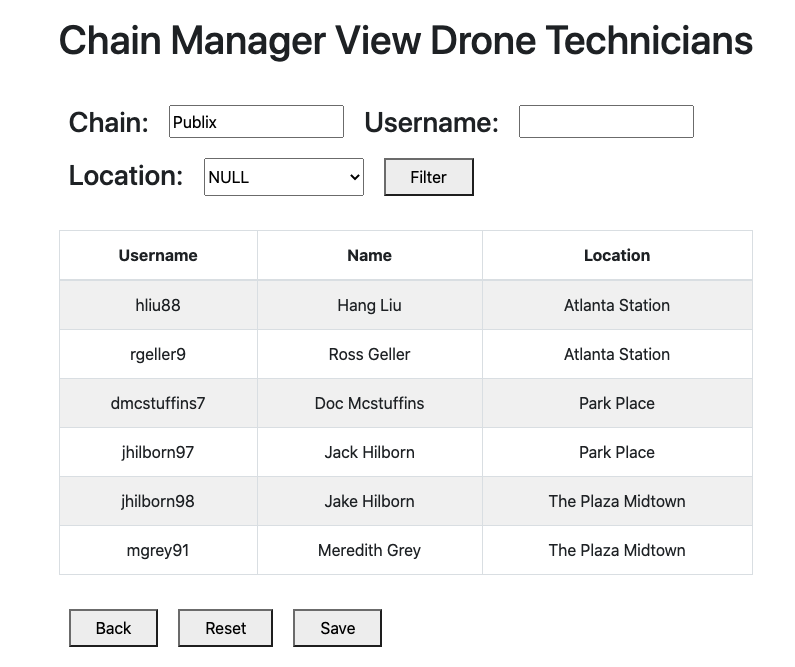 Chain Manager View Drone Technicians
Chain: Publix Username:
Location: NULL Filter
Username Name Location
hliu88 Hang Liu Atlanta Station
rgeller9 Ross Geller Atlanta Station
dmcstuffins7 Doc Mcstuffins Park Place
jhilborn97 Jack Hilborn Park Place
jhilborn98 Jake Hilborn The Plaza Midtown
mgrey91 Meredith Grey The Plaza Midtown
Back Reset Save